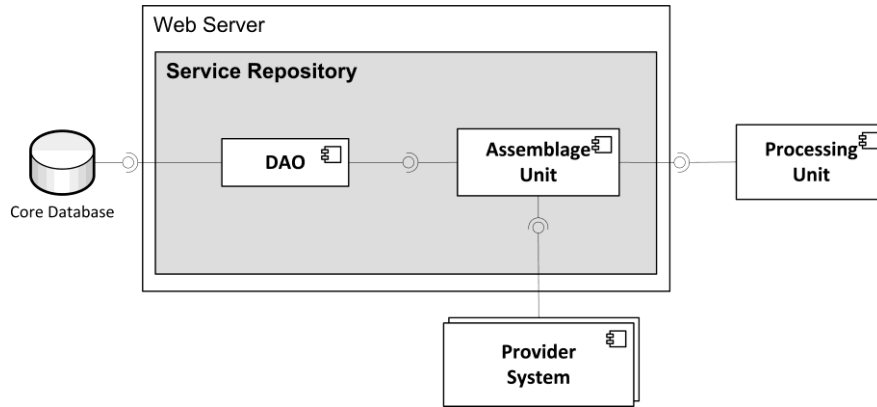 Web Server
Service Repository
Core Database
DAO
Assemblage
Unit
Processing
Unit
Provider
System